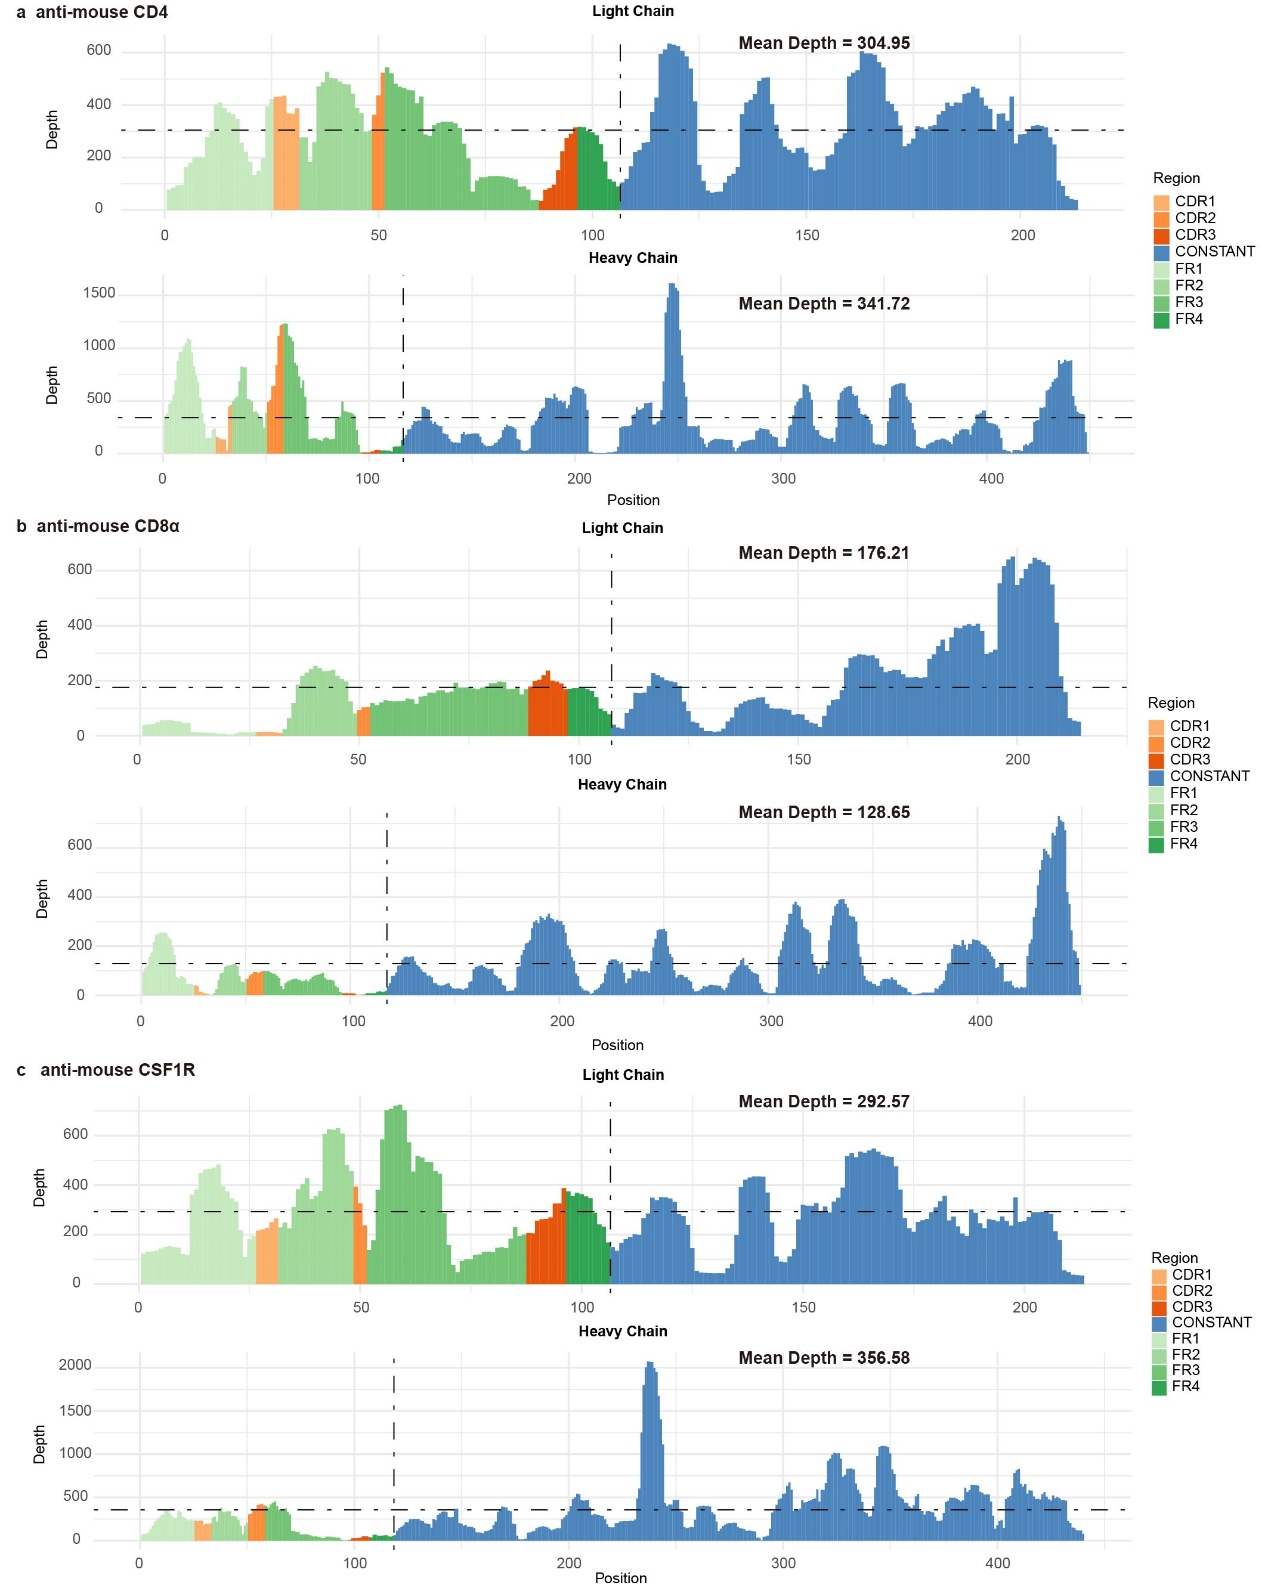 a anti-mouse CD4
Light Chain
Mean Depth = 304.95
600
400
200
0
Depth
0 50 100 150 200
Heavy Chain
Mean Depth = 341.72
1500
1000
500
0
Depth
0 100 200 300 400
Position
Region
CDR1
CDR2
CDR3
CONSTANT
FR1
FR2
FR3
FR4
b anti-mouse CD8α
Light Chain
Mean Depth = 176.21
600
400
200
0
Depth
0 50 100 150 200
Heavy Chain
Mean Depth = 128.65
600
400
200
0
Depth
0 100 200 300 400
Position
Region
CDR1
CDR2
CDR3
CONSTANT
FR1
FR2
FR3
FR4
c anti-mouse CSF1R
Light Chain
Mean Depth = 292.57
600
400
200
0
Depth
0 50 100 150 200
Heavy Chain
Mean Depth = 356.58
2000
1500
1000
500
0
Depth
0 100 200 300 400
Position
Region
CDR1
CDR2
CDR3
CONSTANT
FR1
FR2
FR3
FR4